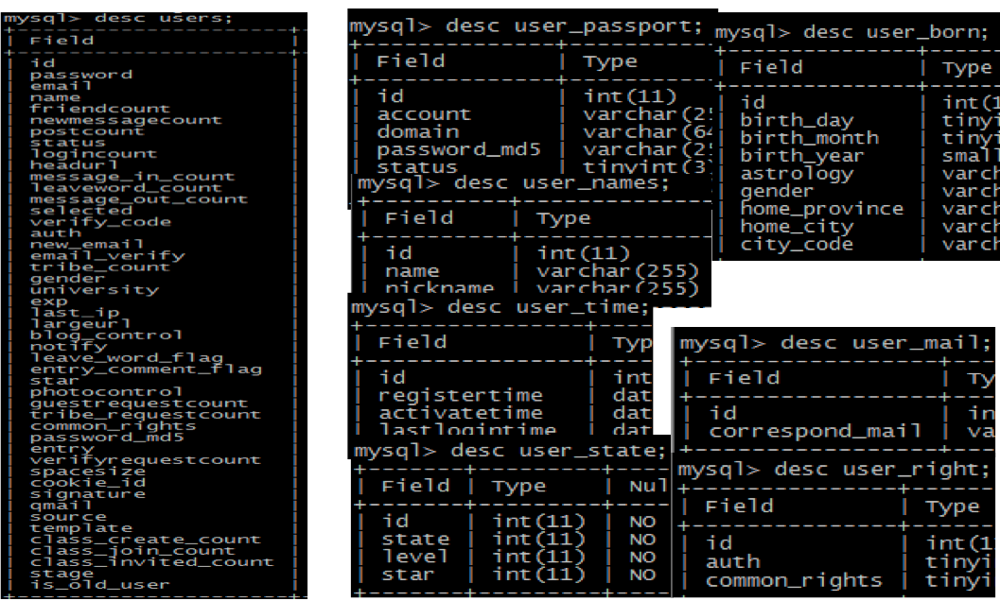 mysql> desc users;
| Field |
| id |
| password |
| email |
| name |
| friendcount |
| newmessagecount |
| postcount |
| status |
| logincount |
| headurl |
| message_in_count |
| leaveword_count |
| message_out_count |
| selected |
| verify_code |
| auth |
| new_email |
| email_verify |
| tribe_count |
| gender |
| university |
| exp |
| last_ip |
| largeurl |
| blog_control |
| notify |
| leave_word_flag |
| entry_comment_flag |
| star |
| photocontrol |
| guestrequestcount |
| tribe_requestcount |
| common_rights |
| password_md5 |
| entry |
| verifyrequestcount |
| spacesize |
| cookie_id |
| signature |
| qmail |
| source |
| template |
| class_create_count |
| class_join_count |
| class_invited_count |
| stage |
| is_old_user |
mysql> desc user_passport;
| Field | Type
| id | int(11)
| account | varchar(25
| domain | varchar(64
| password_md5 | varchar(25
| status | tinyint(3)
mysql> desc user_names;
| Field | Type
| id | int(11)
| name | varchar(255)
| nickname | varchar(255)
mysql> desc user_time;
| Field | Typ
| id | int
| registertime | dat
| activatetime | dat
| lastlogintime | dat
mysql> desc user_state;
| Field | Type | Nul
| id | int(11) | NO
| state | int(11) | NO
| level | int(11) | NO
| star | int(11) | NO
mysql> desc user_born;
| Field | Type
| id | int(1
| birth_day | tinyi
| birth_month | tinyi
| birth_year | small
| astrology | varch
| gender | varch
| home_province | varch
| home_city | varch
| city_code | varch
mysql> desc user_mail;
| Field | Ty
| id | in
| correspond_mail | va
mysql> desc user_right;
| Field | Type
| id | int(1
| auth | tinyi
| common_rights | tinyi